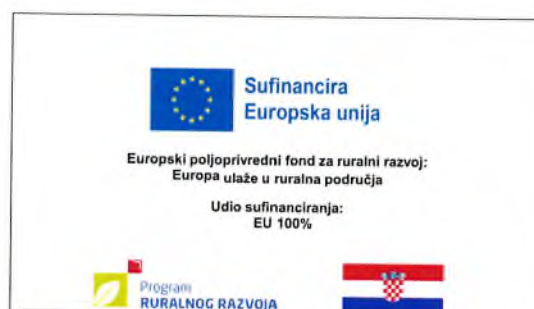 Sufinancira
Europska unija
Europski poljoprivredni fond za ruralni razvoj:
Europa ulaže u ruralna područja
Udio sufinanciranja:
EU 100%
Program
RURALNOG RAZVOJA